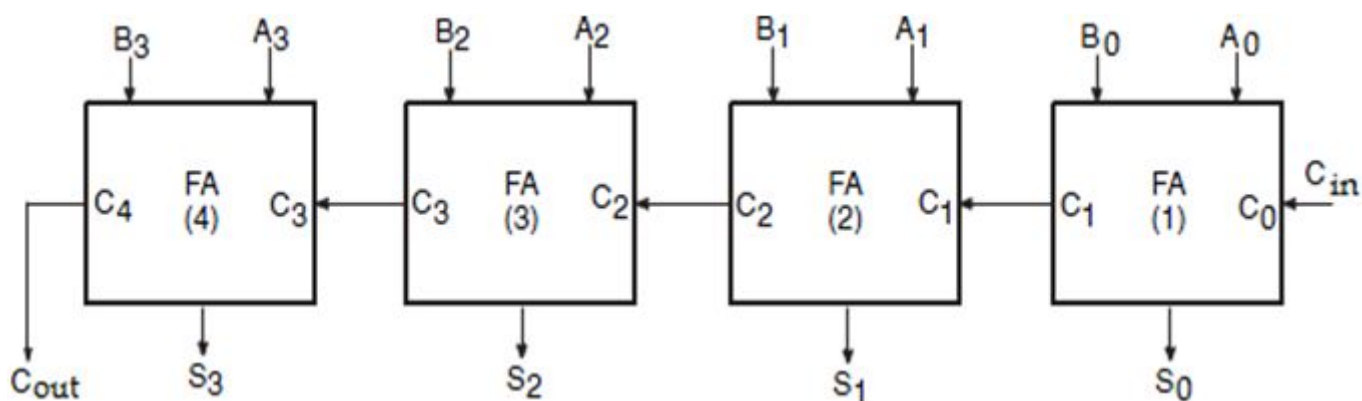 B3 A3 B2 A2 B1 A1 B0 A0
Cin
C4 FA (4) C3 C3 FA (3) C2 C2 FA (2) C1 C1 FA (1) C0
Cout S3 S2 S1 S0